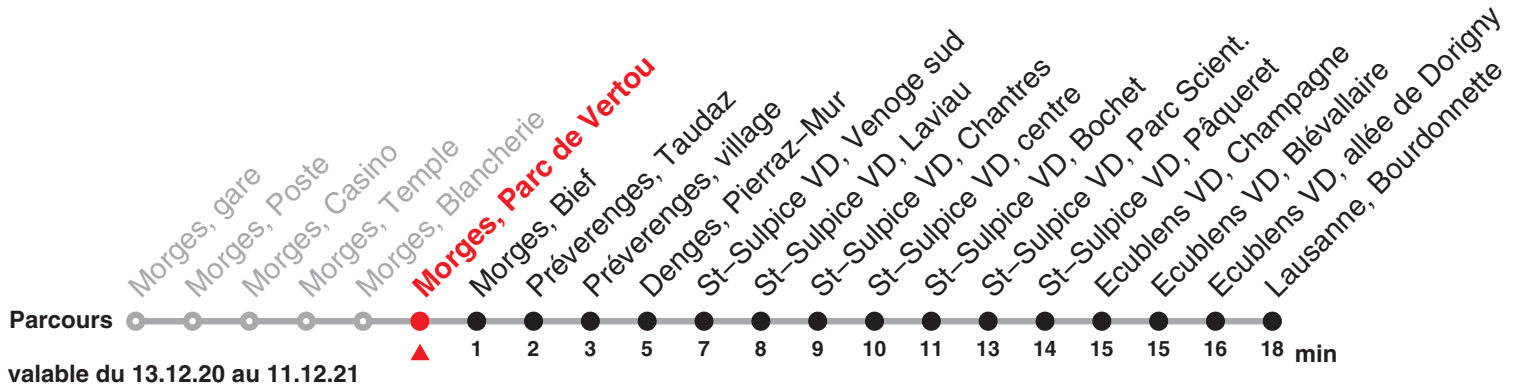 Morges, gare
Morges, Poste
Morges, Casino
Morges, Temple
Morges, Blancherie
Morges, Parc de Vertou
Morges, Bief
Préverenges, Taudaz
Préverenges, village
Denges, Pierraz–Mur
St–Sulpice VD, Venoge sud
St–Sulpice VD, Laviau
St–Sulpice VD, Chantres
St–Sulpice VD, centre
St–Sulpice VD, Bochet
St–Sulpice VD, Parc Scient.
St–Sulpice VD, Pâqueret
Ecublens VD, Champagne
Ecublens VD, Blévallaire
Ecublens VD, allée de Dorigny
Lausanne, Bourdonnette
Parcours
1 2 3 5 7 8 9 10 11 13 14 15 15 16 18 min
valable du 13.12.20 au 11.12.21